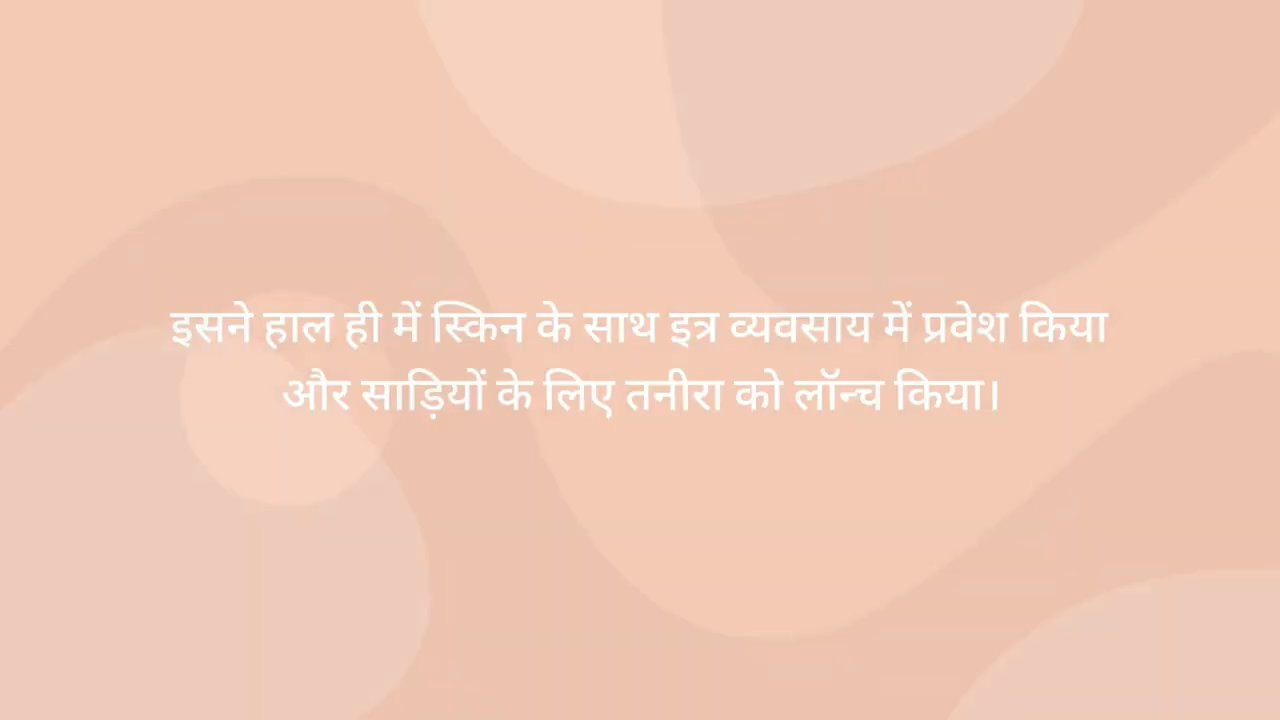 इसने हाल ही में स्किन के साथ इत्र व्यवसाय में प्रवेश किया
और साड़ियों के लिए तनीरा को लॉन्च किया।